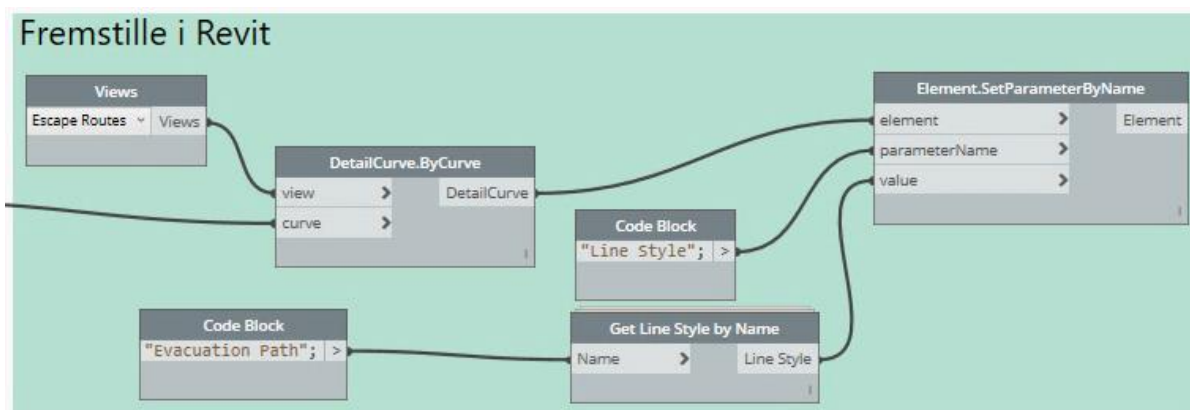 Fremstille i Revit
Views
Escape Routes Views
DetailCurve.ByCurve
view > DetailCurve
curve >
Element.SetParameterByName
element > Element
parameterName >
value >
Code Block
"Line Style"; >
Code Block
"Evacuation Path"; >
Get Line Style by Name
Name > Line Style